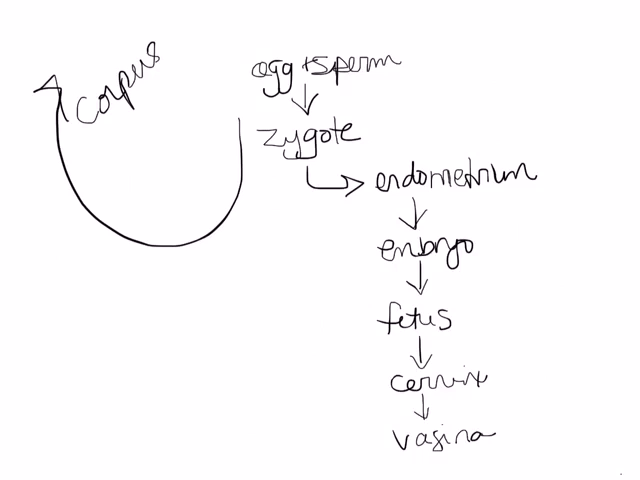 corpus
egg + sperm
zygote
endometrium
embryo
fetus
cervix
vagina